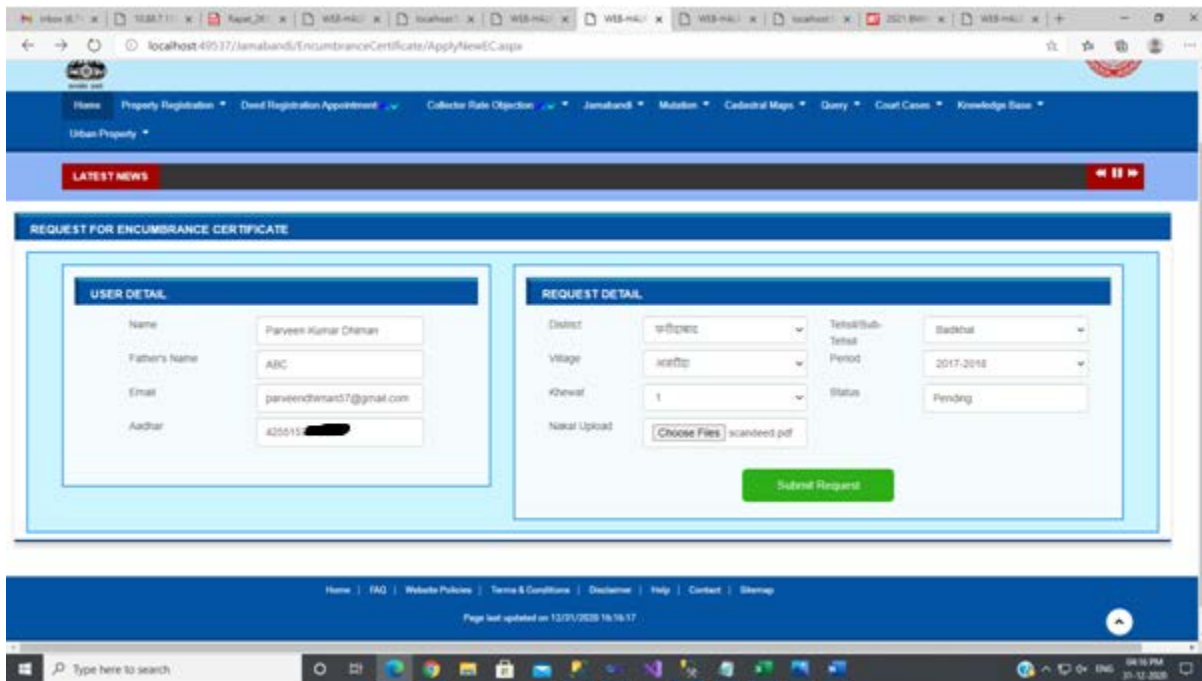 localhost:49537/Jamabandi/EncumbranceCertificate/ApplyNewEC.aspx
Home Property Registration Deed Registration Appointment Collector Rate Objection Jamabandi Mutation Cadastral Maps Query Court Cases Knowledge Base
Urban Property
LATEST NEWS
REQUEST FOR ENCUMBRANCE CERTIFICATE
USER DETAIL
Name Parveen Kumar Dhiman
Father's Name ABC
Email parveendhiman57@gmail.com
Aadhar
REQUEST DETAIL
District फरीदाबाद Tehsil/Sub-
Tehsil Badkhal
Village Period 2017-2018
Khewat 1 Status Pending
Nakal Upload Choose Files scandeed.pdf
Submit Request
Home | FAQ | Website Policies | Terms & Conditions | Disclaimer | Help | Contact | Sitemap
Page last updated on 12/31/2020 16:16:17
Type here to search
ENG 04:16 PM
31-12-2020